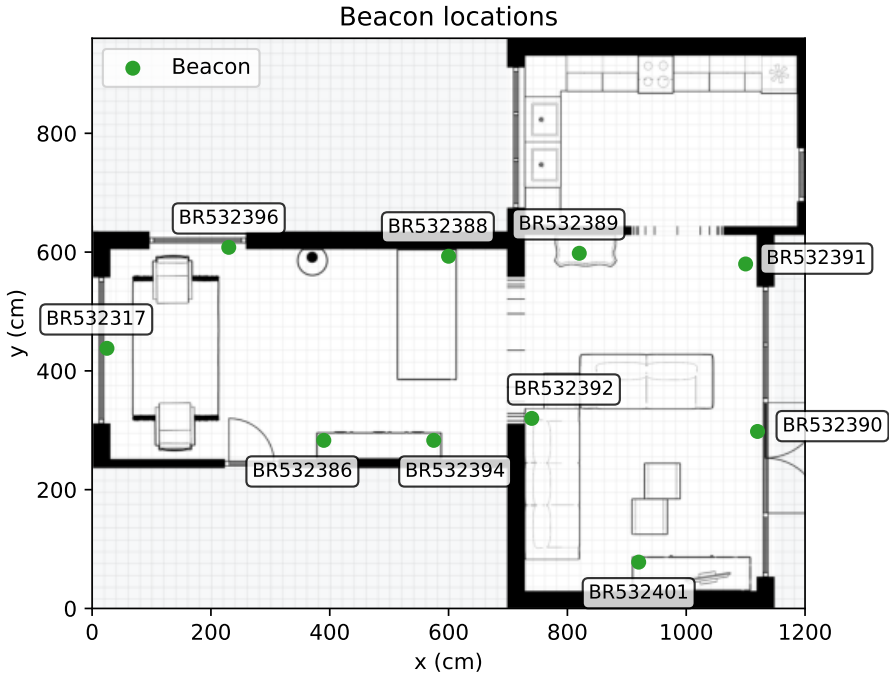 Beacon locations
Beacon
BR532396
BR532388
BR532389
BR532391
BR532317
BR532392
BR532390
BR532386
BR532394
BR532401
y (cm)
800
600
400
200
0
0
200
400
600
800
1000
1200
x (cm)